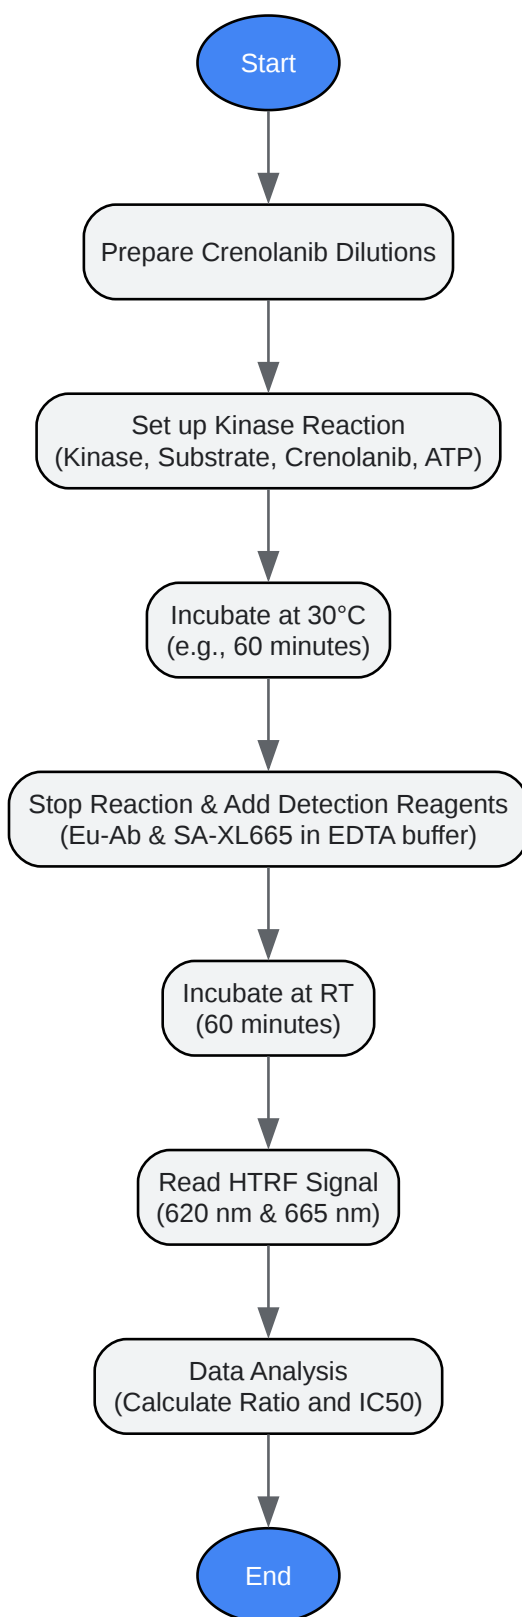 Start
Prepare Crenolanib Dilutions
Set up Kinase Reaction
(Kinase, Substrate, Crenolanib, ATP)
Incubate at 30°C
(e.g., 60 minutes)
Stop Reaction & Add Detection Reagents
(Eu-Ab & SA-XL665 in EDTA buffer)
Incubate at RT
(60 minutes)
Read HTRF Signal
(620 nm & 665 nm)
Data Analysis
(Calculate Ratio and IC50)
End